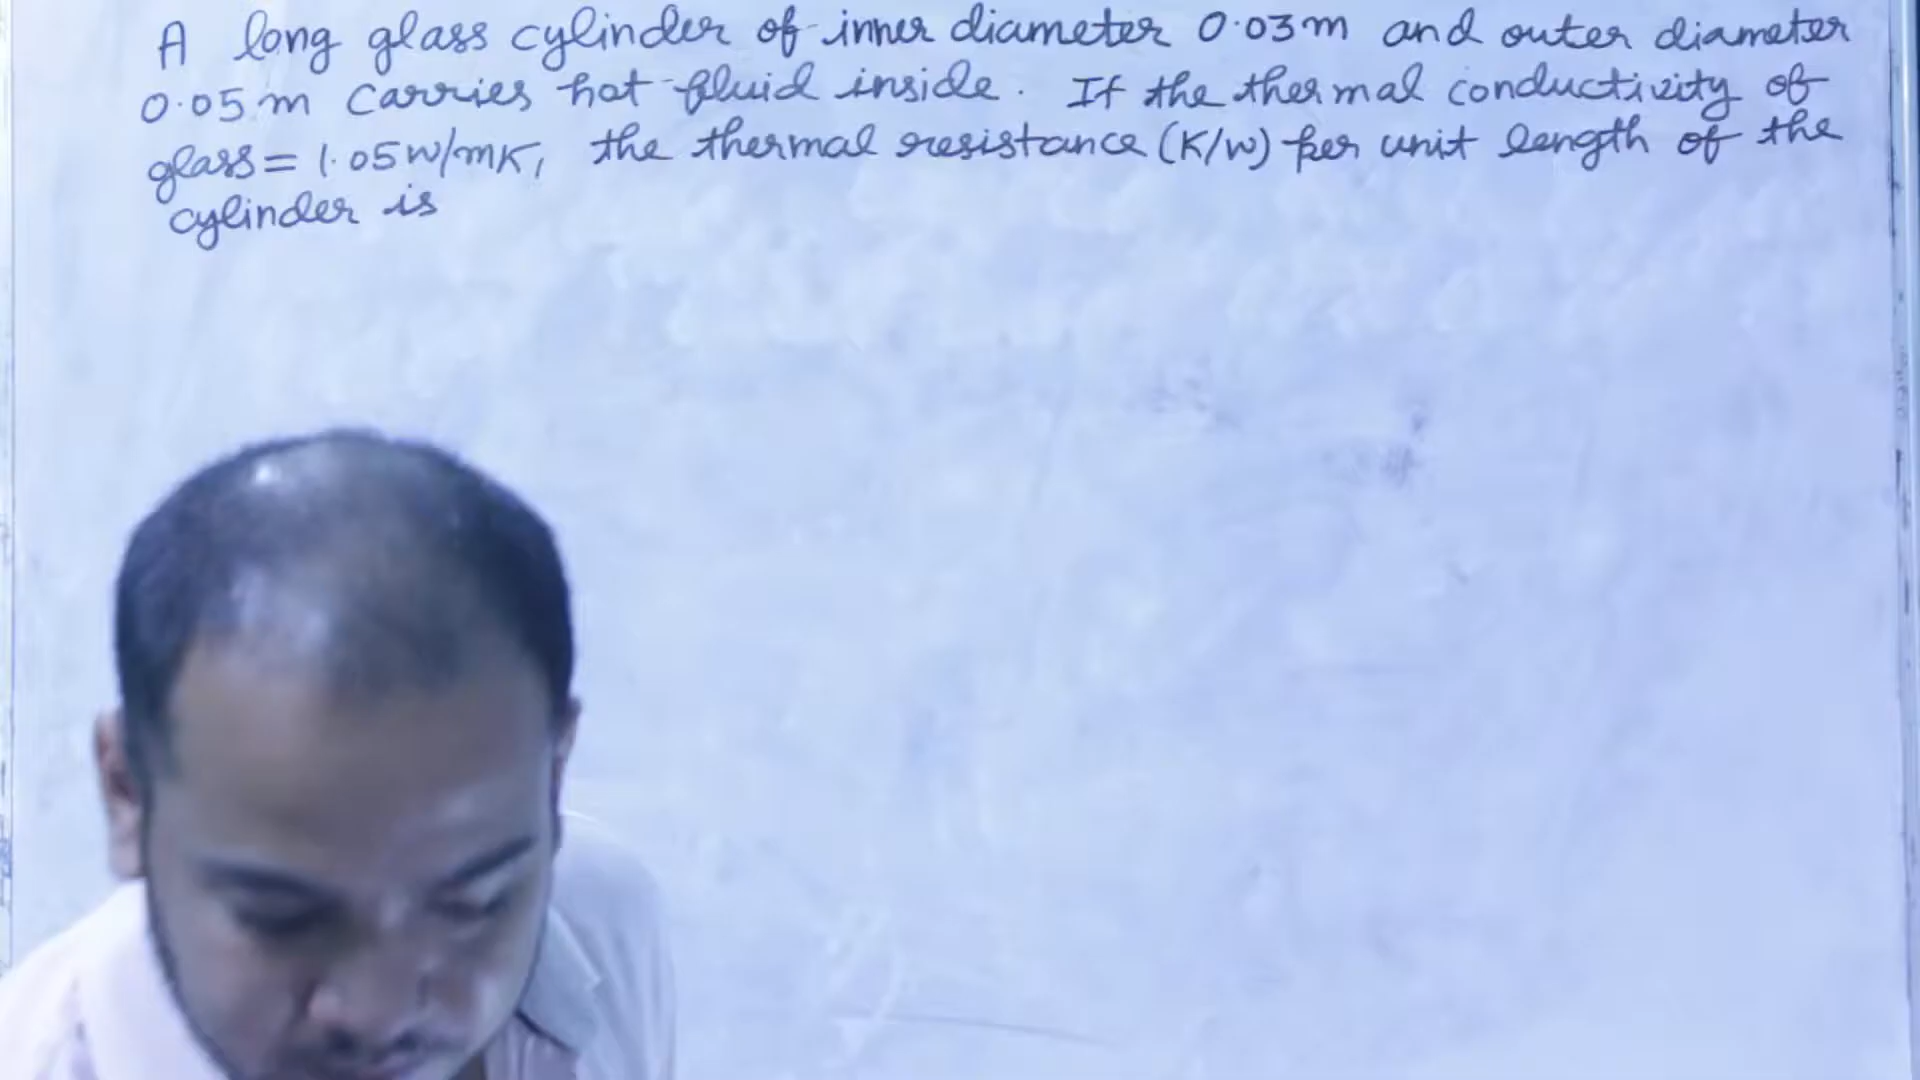 A long glass cylinder of inner diameter 0.03m and outer diameter
0.05m carries hot fluid inside. If the thermal conductivity of
glass = 1.05 W/mK, the thermal resistance (K/W) per unit length of the
cylinder is